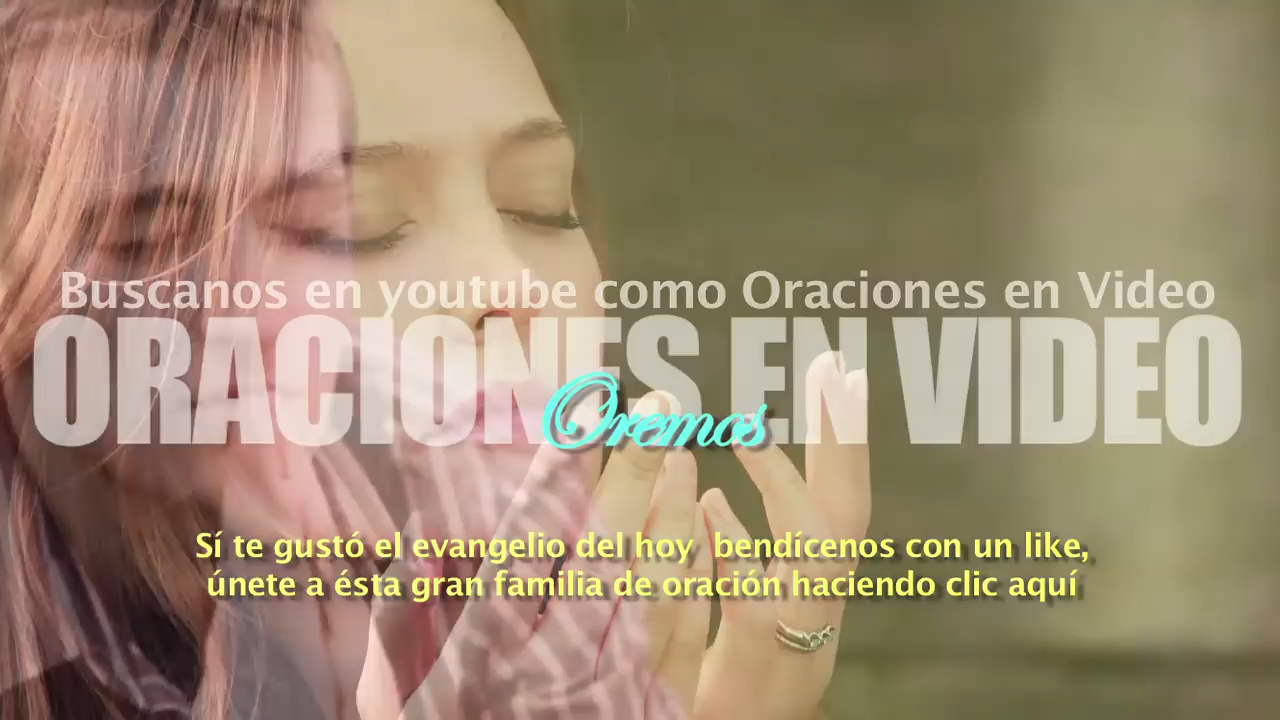 Buscanos en youtube como Oraciones en Video
ORACIONES EN VIDEO
Oremos
Sí te gustó el evangelio del hoy bendícenos con un like,
únete a ésta gran familia de oración haciendo clic aquí